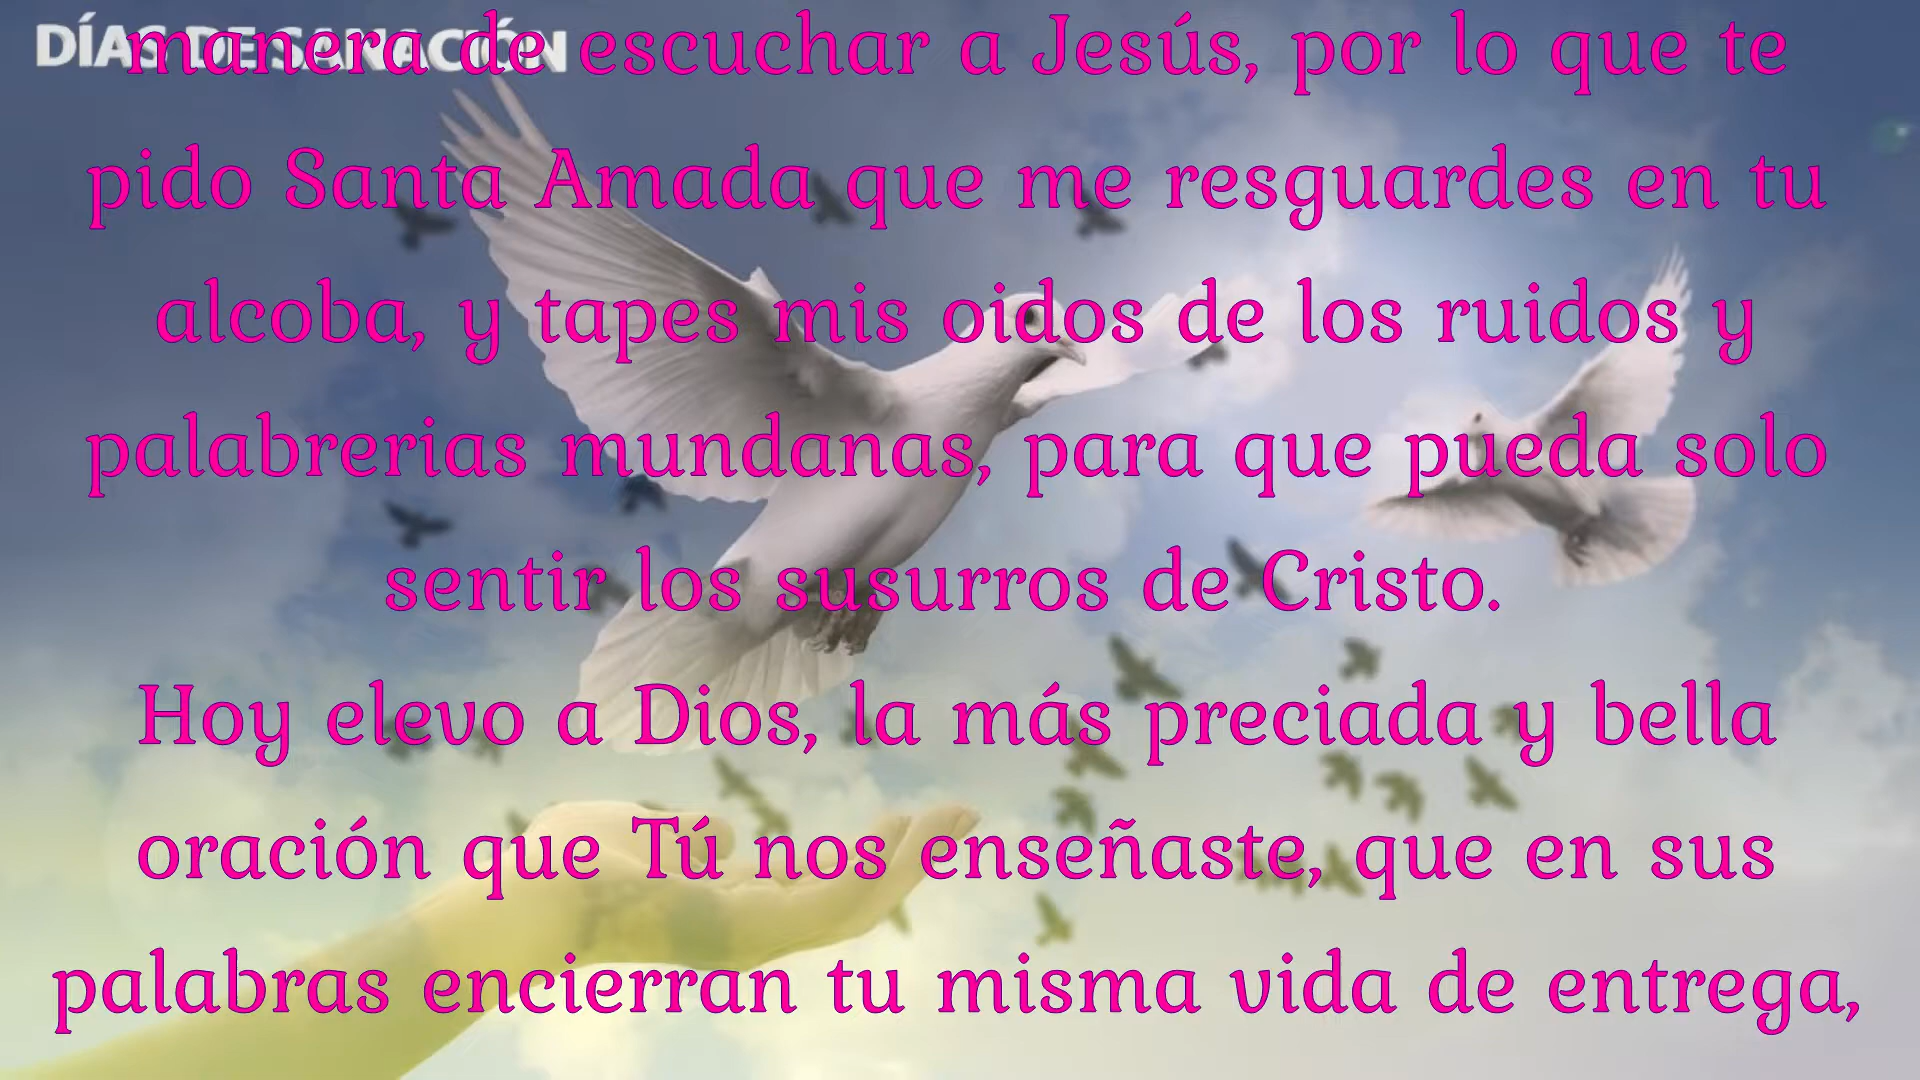 DÍAS DE SANACIÓN
manera de escuchar a Jesús, por lo que te
pido Santa Amada que me resguardes en tu
alcoba, y tapes mis oidos de los ruidos y
palabrerias mundanas, para que pueda solo
sentir los susurros de Cristo.
Hoy elevo a Dios, la más preciada y bella
oración que Tú nos enseñaste, que en sus
palabras encierran tu misma vida de entrega,